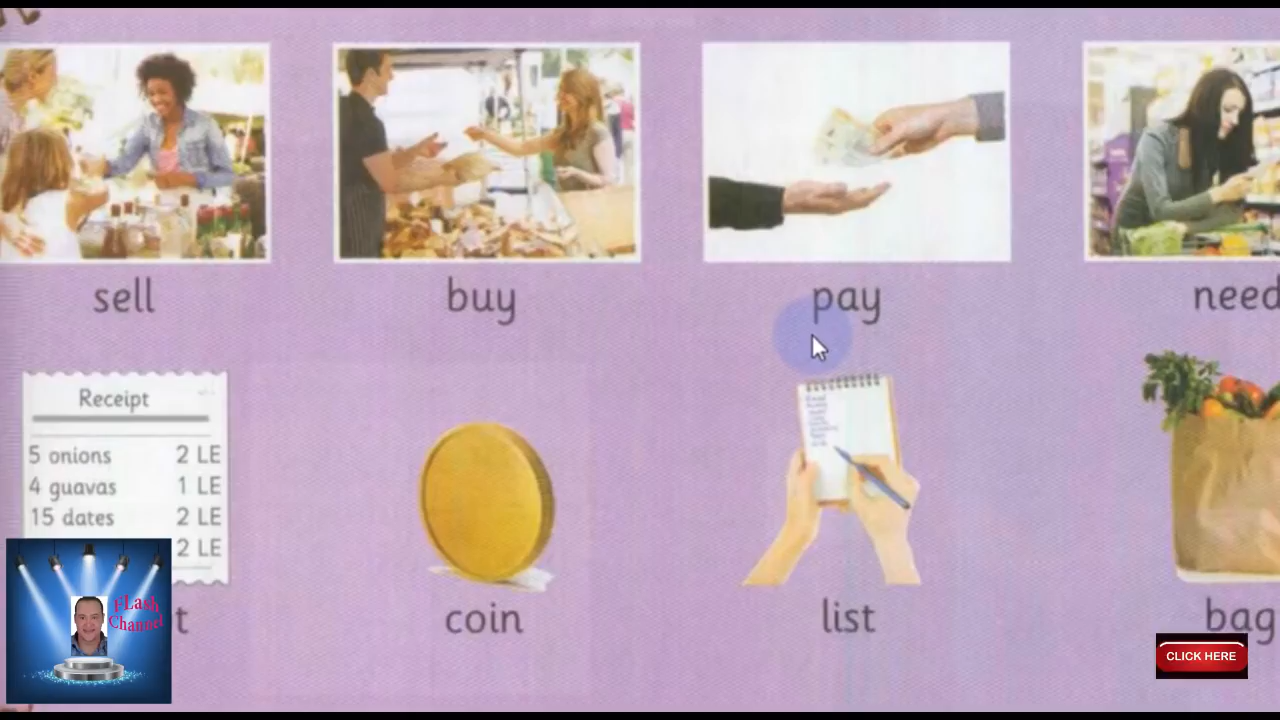 sell
buy
pay
need
Receipt
5 onions 2 LE
4 guavas 1 LE
15 dates 2 LE
2 LE
t
coin
list
bag
FLash
Channel
CLICK HERE